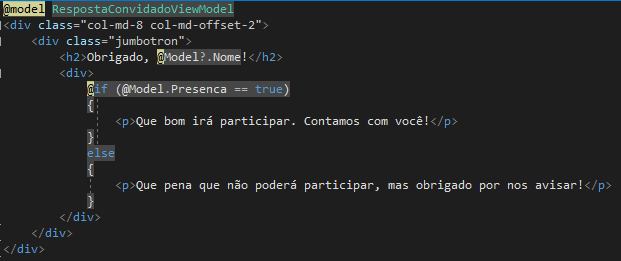 @model RespostaConvidadoViewModel
<div class="col-md-8 col-md-offset-2">
<div class="jumbotron">
<h2>Obrigado, @Model?.Nome!</h2>
<div>
@if (@Model.Presenca == true)
{
<p>Que bom irá participar. Contamos com você!</p>
}
else
{
<p>Que pena que não poderá participar, mas obrigado por nos avisar!</p>
}
</div>
</div>
</div>